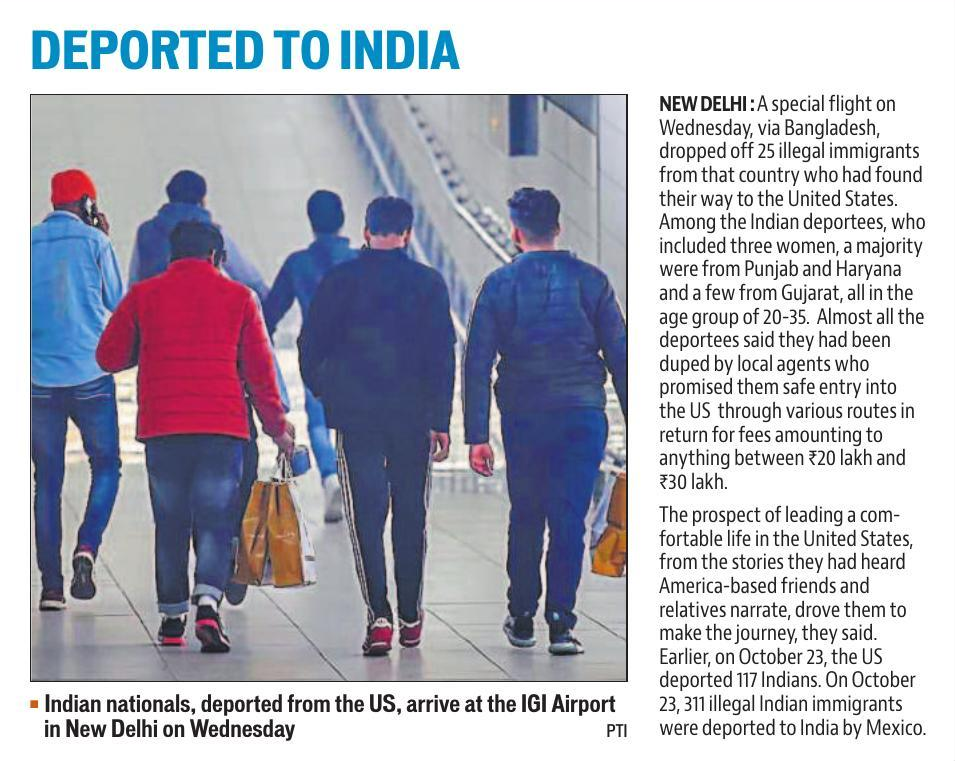 DEPORTED TO INDIA
NEW DELHI : A special flight on
Wednesday, via Bangladesh,
dropped off 25 illegal immigrants
from that country who had found
their way to the United States.
Among the Indian deportees, who
included three women, a majority
were from Punjab and Haryana
and a few from Gujarat, all in the
age group of 20-35. Almost all the
deportees said they had been
duped by local agents who
promised them safe entry into
the US through various routes in
return for fees amounting to
anything between ₹20 lakh and
₹30 lakh.
The prospect of leading a com-
fortable life in the United States,
from the stories they had heard
America-based friends and
relatives narrate, drove them to
make the journey, they said.
Earlier, on October 23, the US
deported 117 Indians. On October
23, 311 illegal Indian immigrants
were deported to India by Mexico.
Indian nationals, deported from the US, arrive at the IGI Airport
in New Delhi on Wednesday
PTI